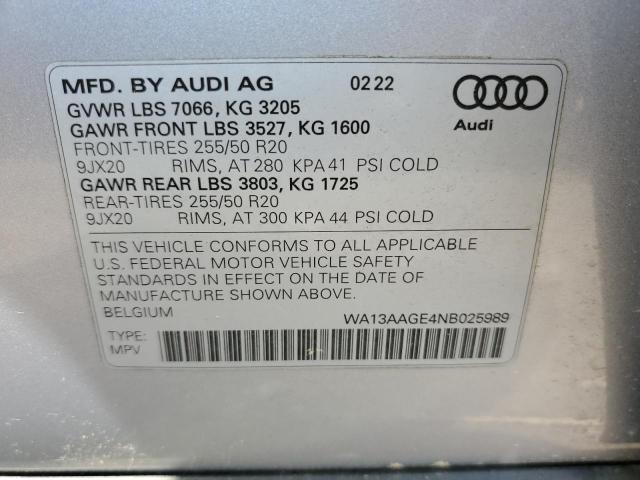 MFD. BY AUDI AG 02 22
GVWR LBS 7066, KG 3205
GAWR FRONT LBS 3527, KG 1600
FRONT-TIRES 255/50 R20
9JX20 RIMS, AT 280 KPA 41 PSI COLD
GAWR REAR LBS 3803, KG 1725
REAR-TIRES 255/50 R20
9JX20 RIMS, AT 300 KPA 44 PSI COLD
Audi
THIS VEHICLE CONFORMS TO ALL APPLICABLE
U.S. FEDERAL MOTOR VEHICLE SAFETY
STANDARDS IN EFFECT ON THE DATE OF
MANUFACTURE SHOWN ABOVE.
BELGIUM WA13AAGE4NB025989
TYPE:
MPV